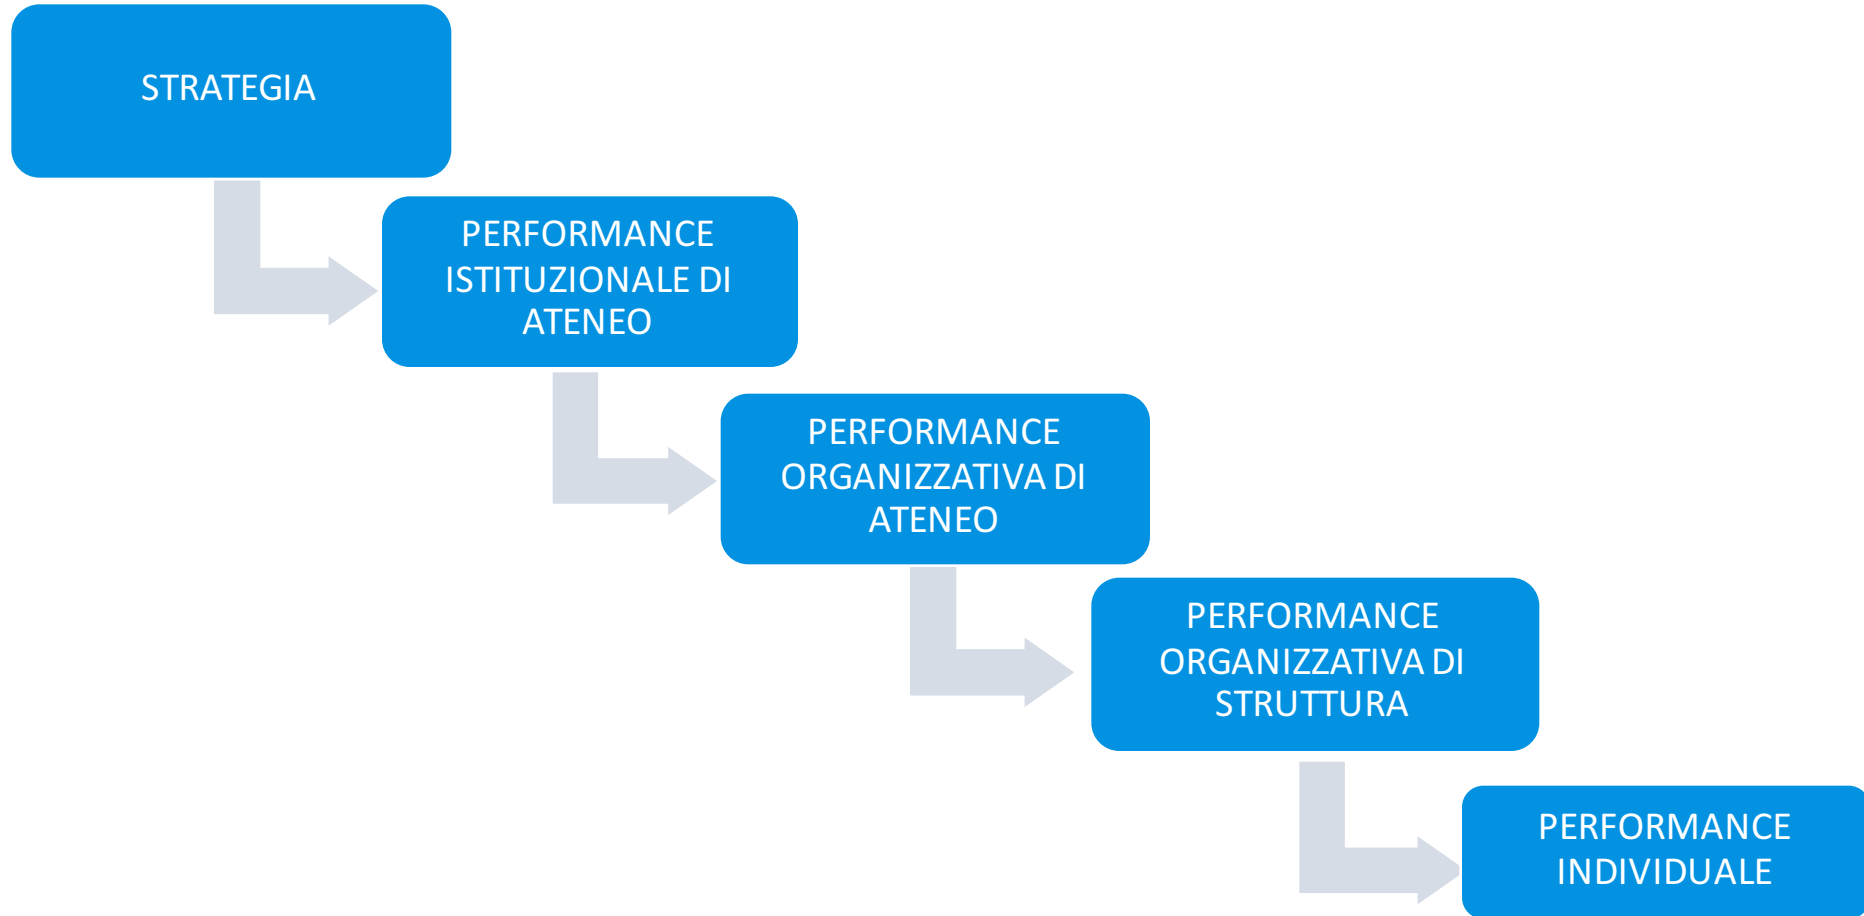 STRATEGIA
PERFORMANCE
ISTITUZIONALE DI
ATENEO
PERFORMANCE
ORGANIZZATIVA DI
ATENEO
PERFORMANCE
ORGANIZZATIVA DI
STRUTTURA
PERFORMANCE
INDIVIDUALE